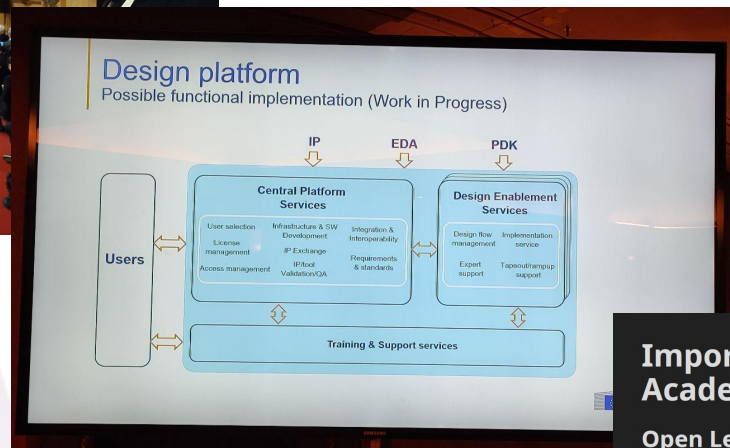 Design platform
Possible functional implementation (Work in Progress)
IP
EDA
PDK
Users
Central Platform
Services
User selection
License
management
Access management
Infrastructure & SW
Development
IP Exchange
IP/tool
Validation/QA
Integration &
Interoperability
Requirements
& standards
Design Enablement
Services
Design flow
management
Implementation
service
Expert
support
Tapeout/rampup
support
Training & Support services
SAMSUNG
Impor
Acade
Open Le